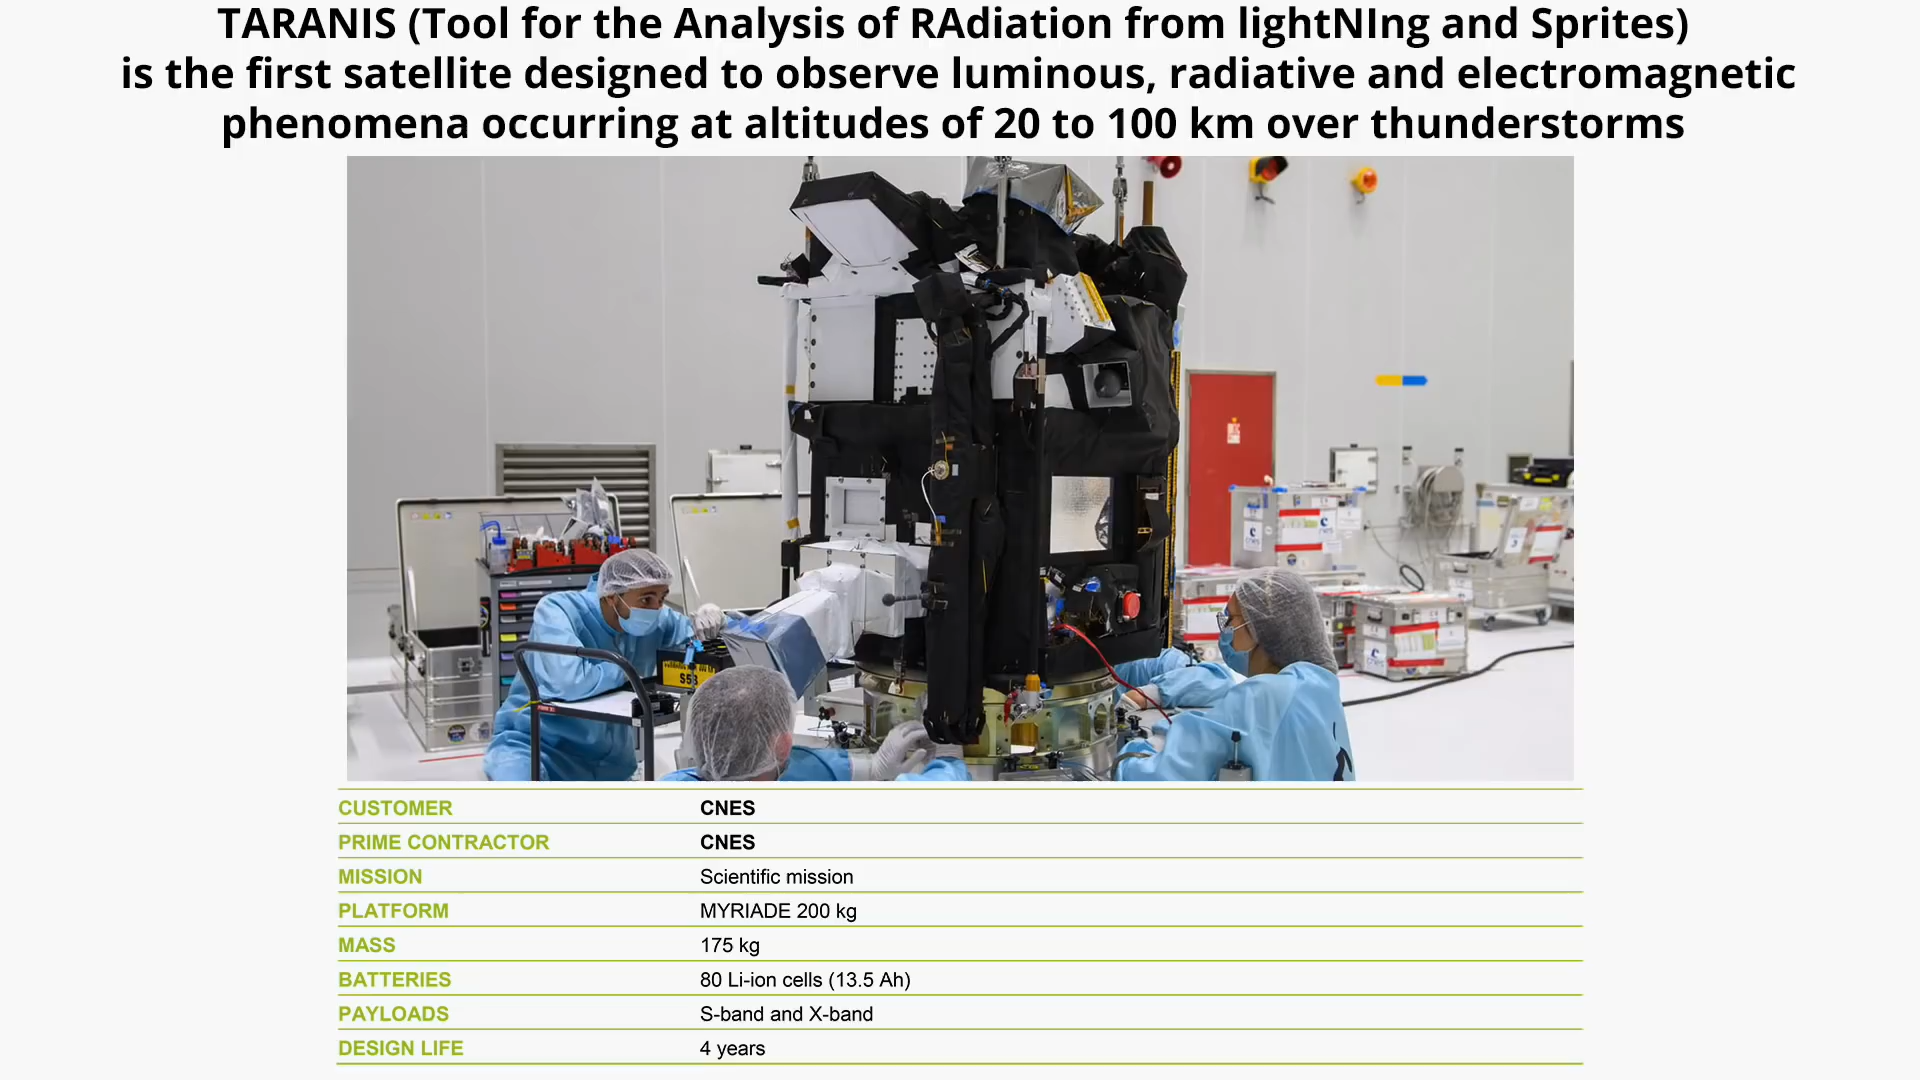 TARANIS (Tool for the Analysis of RAdiation from lightNIng and Sprites)
is the first satellite designed to observe luminous, radiative and electromagnetic
phenomena occurring at altitudes of 20 to 100 km over thunderstorms
S53
cnes
cnes
CUSTOMER CNES
PRIME CONTRACTOR CNES
MISSION Scientific mission
PLATFORM MYRIADE 200 kg
MASS 175 kg
BATTERIES 80 Li-ion cells (13.5 Ah)
PAYLOADS S-band and X-band
DESIGN LIFE 4 years